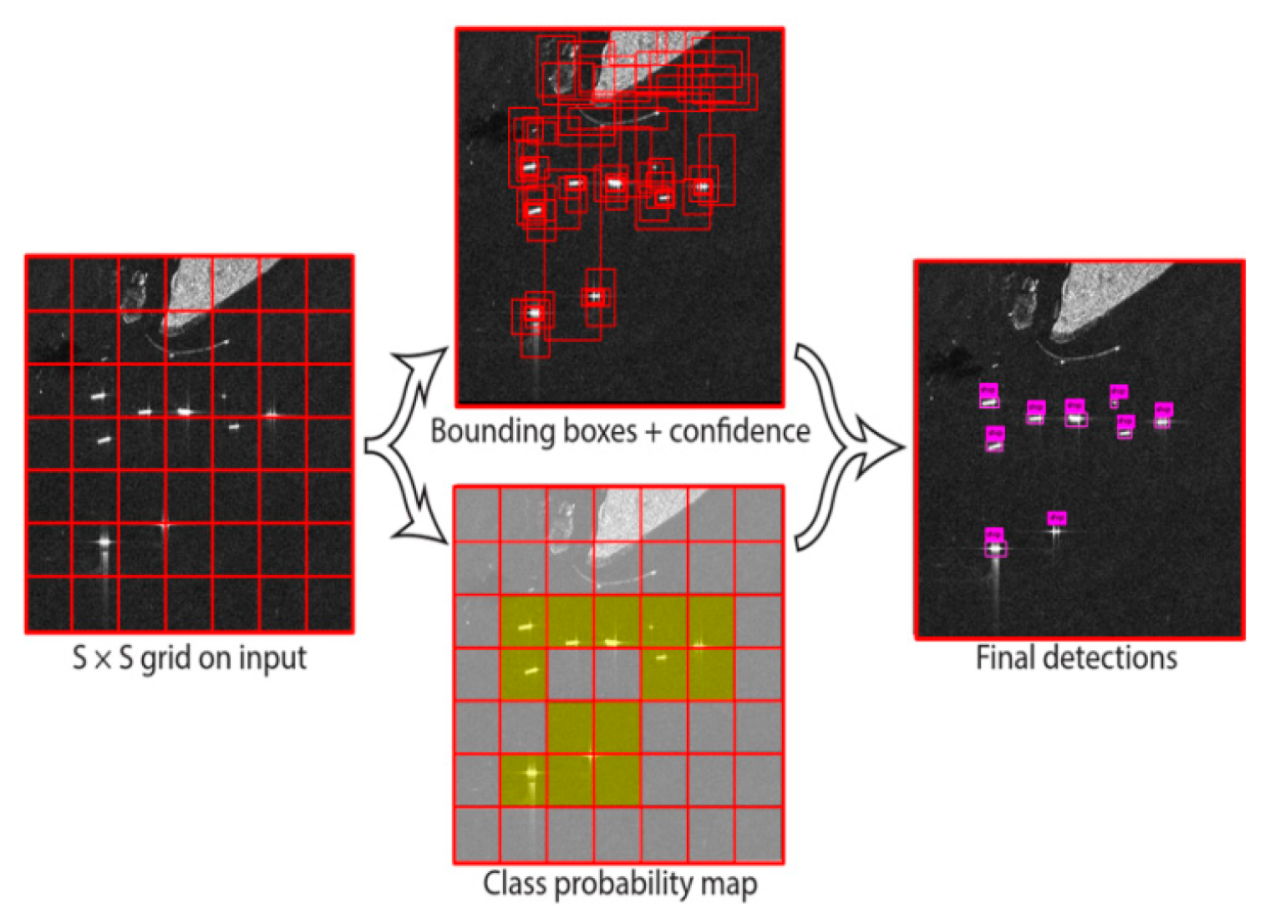 Bounding boxes + confidence
S × S grid on input
Final detections
Class probability map